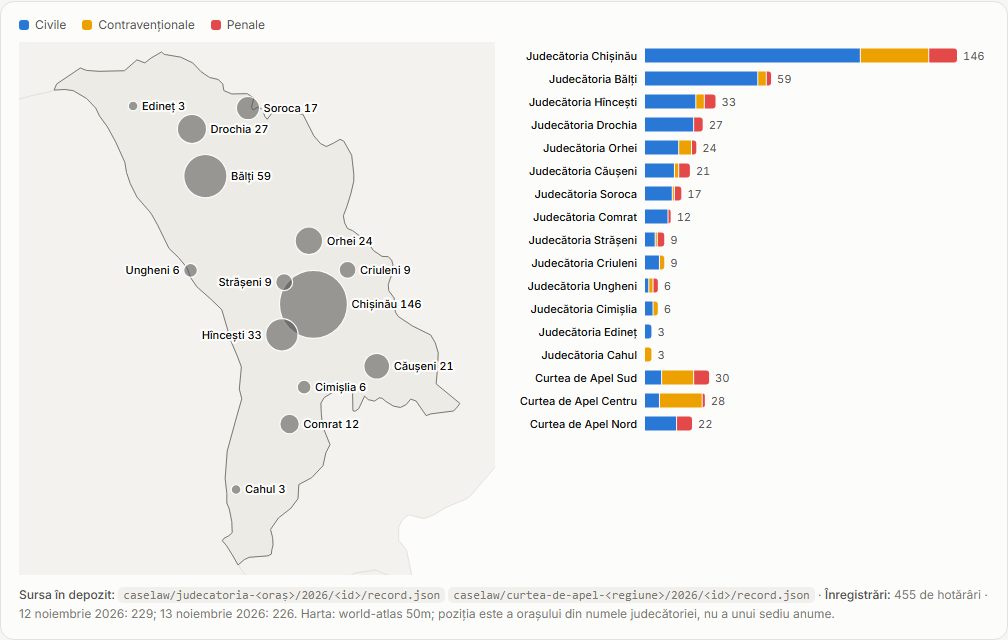 Civile Contravenționale Penale
Edineț 3
Soroca 17
Drochia 27
Bălți 59
Orhei 24
Ungheni 6
Criuleni 9
Strășeni 9
Chișinău 146
Hîncești 33
Căușeni 21
Cimișlia 6
Comrat 12
Cahul 3
Judecătoria Chișinău 146
Judecătoria Bălți 59
Judecătoria Hîncești 33
Judecătoria Drochia 27
Judecătoria Orhei 24
Judecătoria Căușeni 21
Judecătoria Soroca 17
Judecătoria Comrat 12
Judecătoria Strășeni 9
Judecătoria Criuleni 9
Judecătoria Ungheni 6
Judecătoria Cimișlia 6
Judecătoria Edineț 3
Judecătoria Cahul 3
Curtea de Apel Sud 30
Curtea de Apel Centru 28
Curtea de Apel Nord 22
Sursa în depozit: caselaw/judecatoria-<oraș>/2026/<id>/record.json caselaw/curtea-de-apel-<regiune>/2026/<id>/record.json · Înregistrări: 455 de hotărâri ·
12 noiembrie 2026: 229; 13 noiembrie 2026: 226. Harta: world-atlas 50m; poziția este a orașului din numele judecătoriei, nu a unui sediu anume.